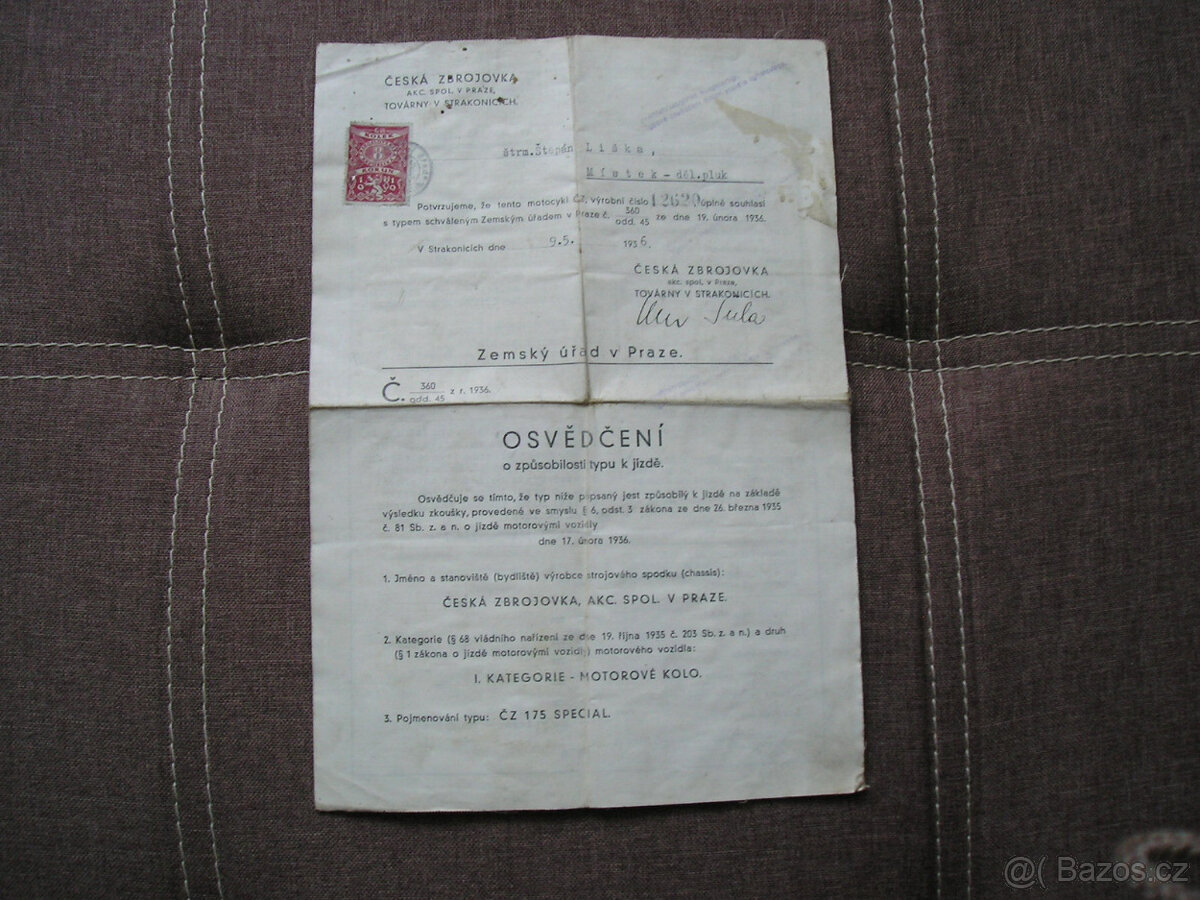 ČESKÁ ZBROJOVKA
AKC. SPOL. V PRAZE,
TOVÁRNY V STRAKONICÍCH.
KOLEK
8
KORUN
štrm.Štěpán Liška,
Místek - děl.pluk
Potvrzujeme, že tento motocykl ČZ, výrobní číslo 12620 úplně souhlasí
s typem schváleným Zemským úřadem v Praze č. 360 odd. 45 ze dne 19. února 1936.
V Strakonicích dne 9.5. 1936.
ČESKÁ ZBROJOVKA
akc. spol. v Praze,
TOVÁRNY V STRAKONICÍCH.
Zemský úřad v Praze.
Č. 360 odd. 45 z r. 1936.
OSVĚDČENÍ
o způsobilosti typu k jízdě.
Osvědčuje se tímto, že typ níže popsaný jest způsobilý k jízdě na základě
výsledku zkoušky, provedené ve smyslu § 6, odst. 3 zákona ze dne 26. března 1935
č. 81 Sb. z. a n. o jízdě motorovými vozidly
dne 17. února 1936.
1. Jméno a stanoviště (bydliště) výrobce strojového spodku (chassis):
ČESKÁ ZBROJOVKA, AKC. SPOL. V PRAZE.
2. Kategorie (§ 68 vládního nařízení ze dne 19. října 1935 č. 203 Sb. z. a n.) a druh
(§ 1 zákona o jízdě motorovými vozidly) motorového vozidla:
I. KATEGORIE - MOTOROVÉ KOLO.
3. Pojmenování typu: ČZ 175 SPECIAL.
@( Bazos.cz